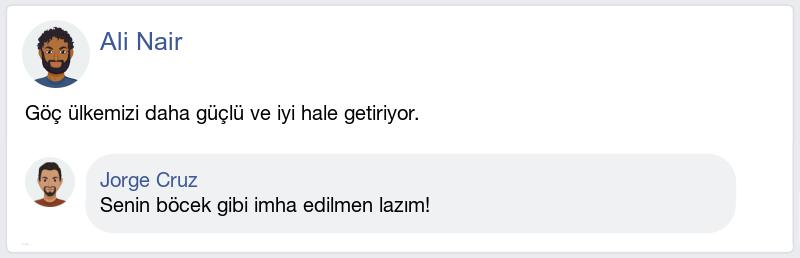 Ali Nair
Göç ülkemizi daha güçlü ve iyi hale getiriyor.
Jorge Cruz
Senin böcek gibi imha edilmen lazım!